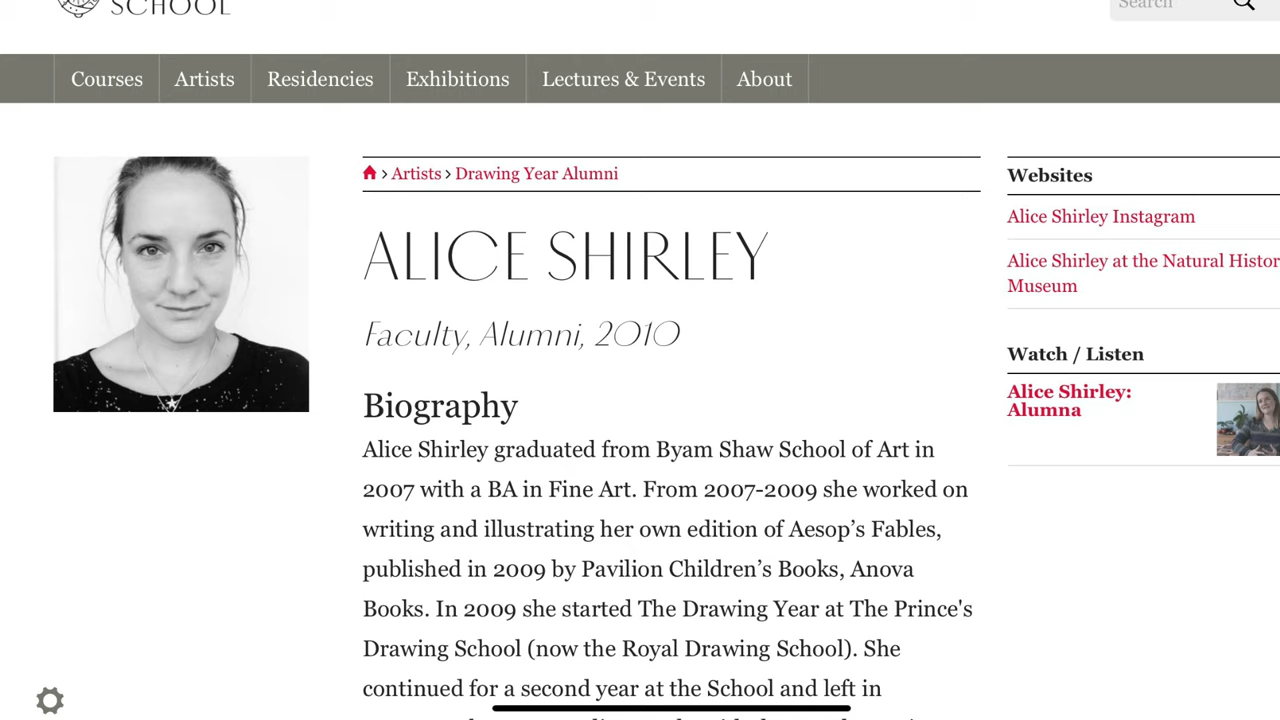 SCHOOL
Search
Courses
Artists
Residencies
Exhibitions
Lectures & Events
About
> Artists > Drawing Year Alumni
ALICE SHIRLEY
Faculty, Alumni, 2010
Biography
Alice Shirley graduated from Byam Shaw School of Art in
2007 with a BA in Fine Art. From 2007-2009 she worked on
writing and illustrating her own edition of Aesop’s Fables,
published in 2009 by Pavilion Children’s Books, Anova
Books. In 2009 she started The Drawing Year at The Prince's
Drawing School (now the Royal Drawing School). She
continued for a second year at the School and left in
Websites
Alice Shirley Instagram
Alice Shirley at the Natural Histor
Museum
Watch / Listen
Alice Shirley:
Alumna